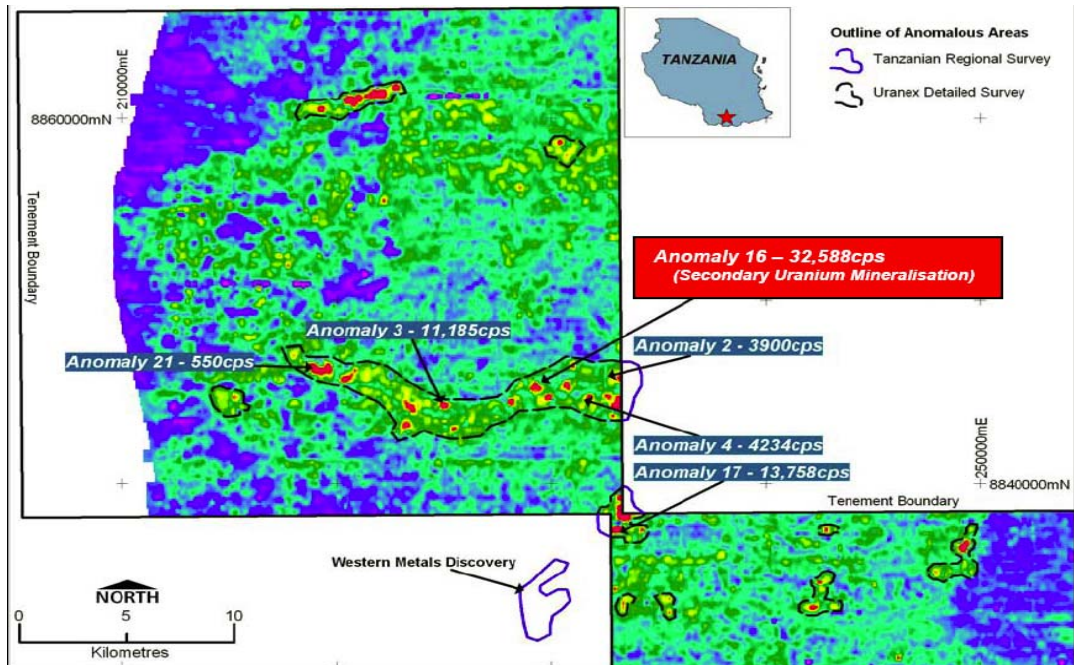 TANZANIA
Outline of Anomalous Areas
Tanzanian Regional Survey
Uranex Detailed Survey
210000mE
8860000mN
Tenement Boundary
Anomaly 16 – 32,588cps
(Secondary Uranium Mineralisation)
Anomaly 3 - 11,185cps
Anomaly 2 - 3900cps
Anomaly 21 - 550cps
Anomaly 4 - 4234cps
Anomaly 17 - 13,758cps
250000mE
8840000mN
Tenement Boundary
Western Metals Discovery
NORTH
0 5 10
Kilometres